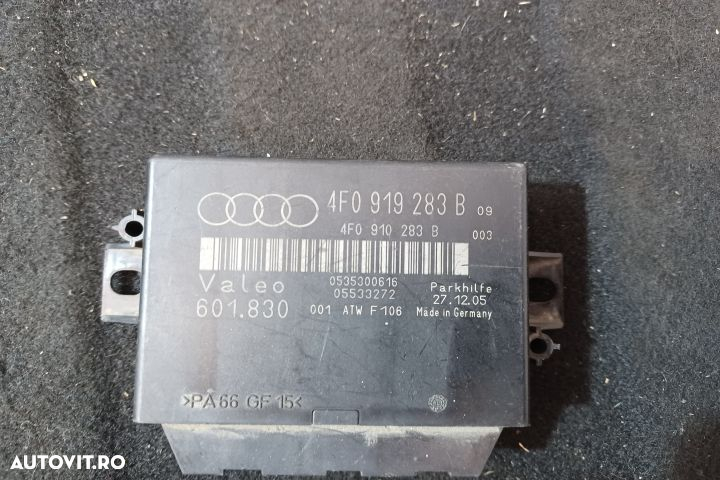 4F0 919 283 B 09
4F0 910 283 B 003
Valeo 0535300616
05533272 Parkhilfe
27.12.05
601.830 001 ATW F106 Made in Germany
>PA66 GF15<
AUTOVIT.RO